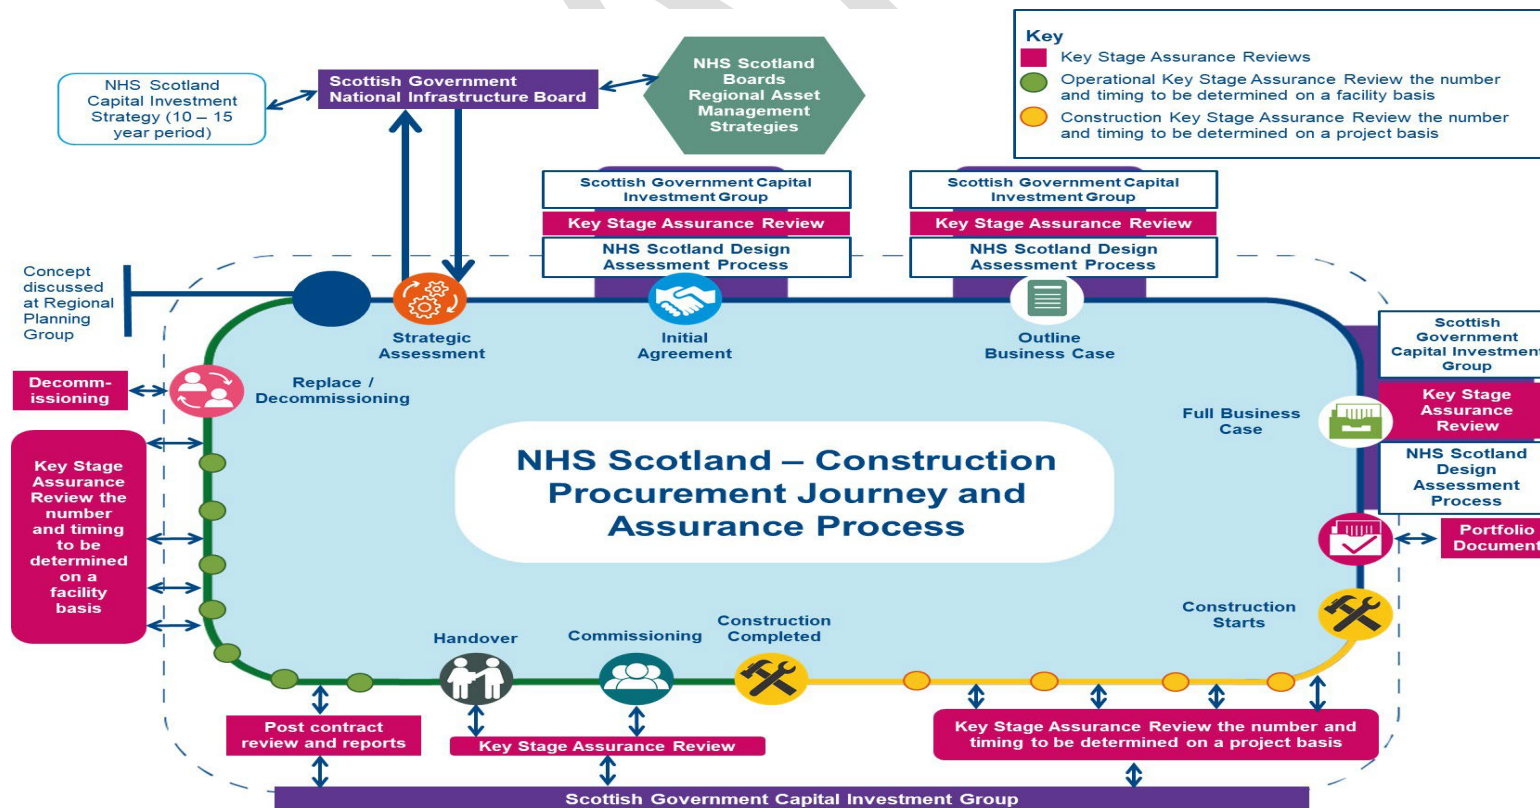 NHS Scotland
Capital Investment
Strategy (10 – 15
year period)
Scottish Government
National Infrastructure Board
NHS Scotland
Boards
Regional Asset
Management
Strategies
Key
Key Stage Assurance Reviews
Operational Key Stage Assurance Review the number
and timing to be determined on a facility basis
Construction Key Stage Assurance Review the number
and timing to be determined on a project basis
Scottish Government Capital
Investment Group
Key Stage Assurance Review
NHS Scotland Design
Assessment Process
Scottish Government Capital
Investment Group
Key Stage Assurance Review
NHS Scotland Design
Assessment Process
Concept
discussed
at Regional
Planning
Group
Strategic
Assessment
Initial
Agreement
Outline
Business Case
Scottish
Government
Capital Investment
Group
Key Stage
Assurance
Review
NHS Scotland
Design
Assessment
Process
Full Business
Case
Portfolio
Document
Construction
Starts
Decomm-
issioning
Replace /
Decommissioning
Key Stage
Assurance
Review the
number
and timing
to be
determined
on a
facility
basis
NHS Scotland – Construction
Procurement Journey and
Assurance Process
Handover
Commissioning
Construction
Completed
Post contract
review and reports
Key Stage Assurance Review
Key Stage Assurance Review the number and
timing to be determined on a project basis
Scottish Government Capital Investment Group